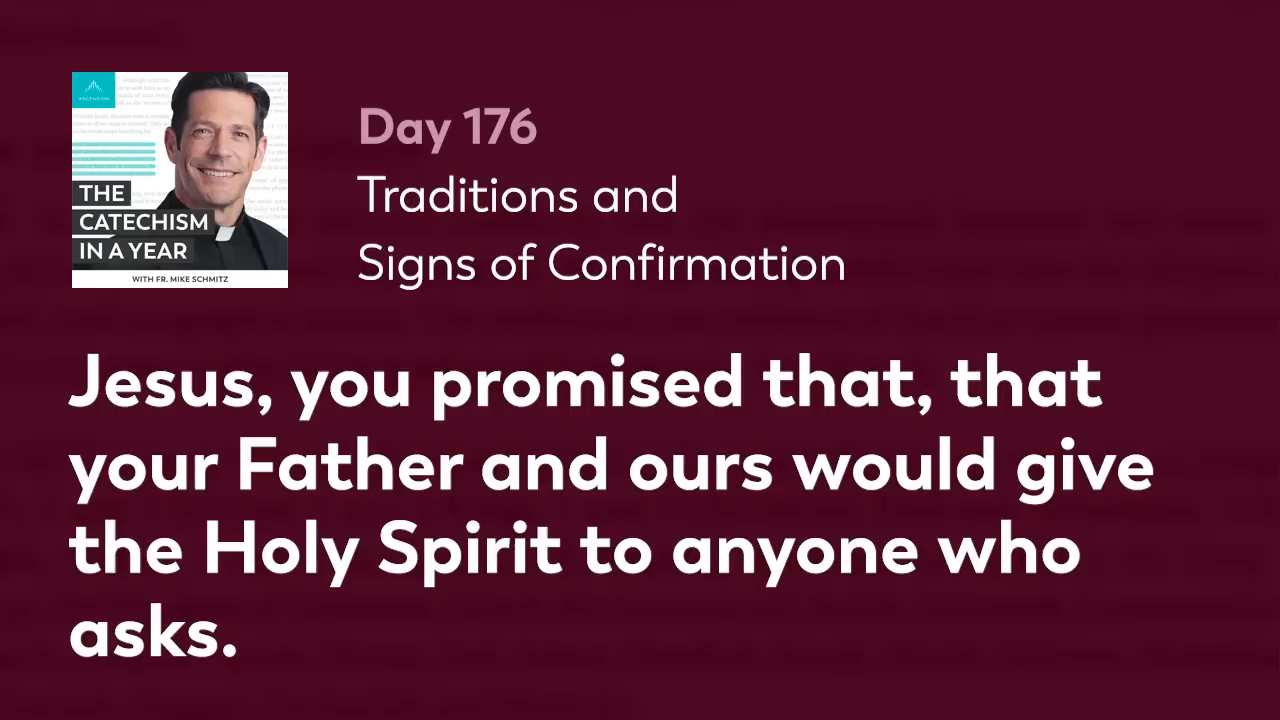 ASCENSION
THE
CATECHISM
IN A YEAR
WITH FR. MIKE SCHMITZ
Day 176
Traditions and
Signs of Confirmation
Jesus, you promised that, that
your Father and ours would give
the Holy Spirit to anyone who
asks.